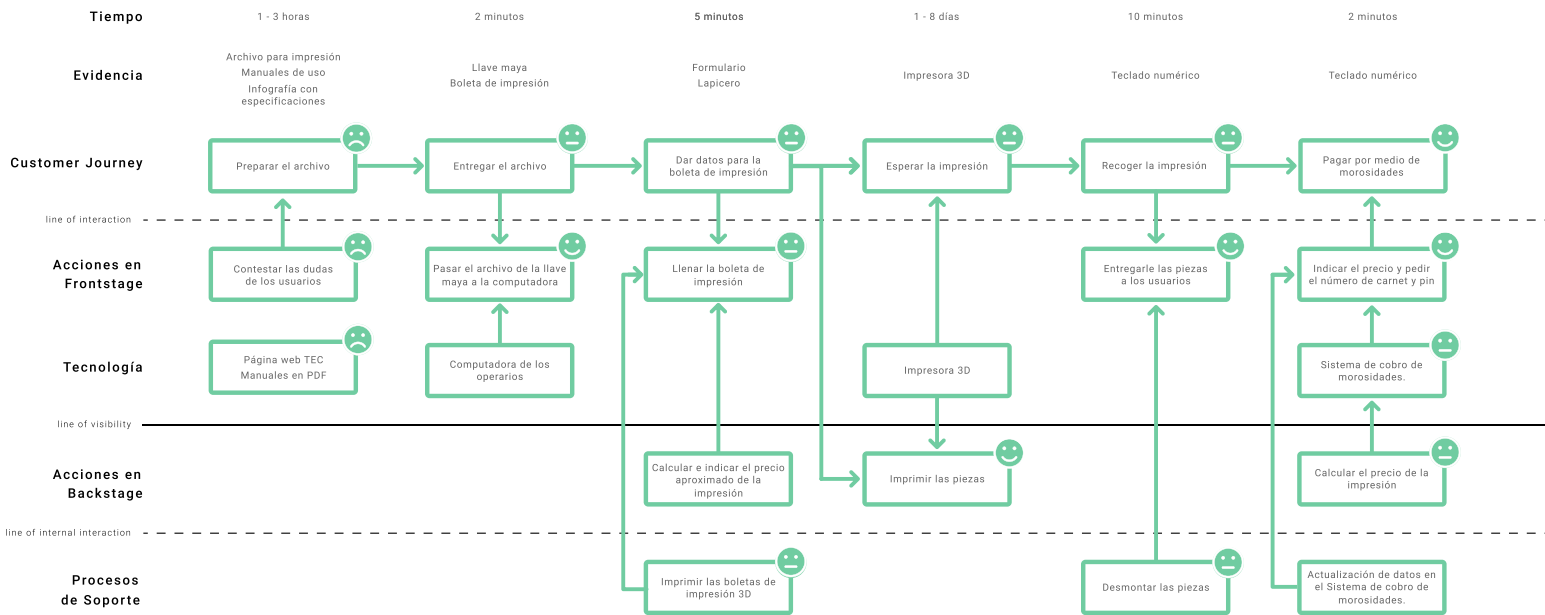 Tiempo
1 - 3 horas
2 minutos
5 minutos
1 - 8 días
10 minutos
2 minutos
Evidencia
Archivo para impresión
Manuales de uso
Infografía con
especificaciones
Llave maya
Boleta de impresión
Formulario
Lapicero
Impresora 3D
Teclado numérico
Teclado numérico
Customer Journey
Preparar el archivo
Entregar el archivo
Dar datos para la
boleta de impresión
Esperar la impresión
Recoger la impresión
Pagar por medio de
morosidades
line of interaction
Acciones en
Frontstage
Contestar las dudas
de los usuarios
Pasar el archivo de la llave
maya a la computadora
Llenar la boleta de
impresión
Entregarle las piezas
a los usuarios
Indicar el precio y pedir
el número de carnet y pin
Tecnología
Página web TEC
Manuales en PDF
Computadora de los
operarios
Impresora 3D
Sistema de cobro de
morosidades.
line of visibility
Acciones en
Backstage
Calcular e indicar el precio
aproximado de la
impresión
Imprimir las piezas
Calcular el precio de la
impresión
line of internal interaction
Procesos
de Soporte
Imprimir las boletas de
impresión 3D
Desmontar las piezas
Actualización de datos en
el Sistema de cobro de
morosidades.